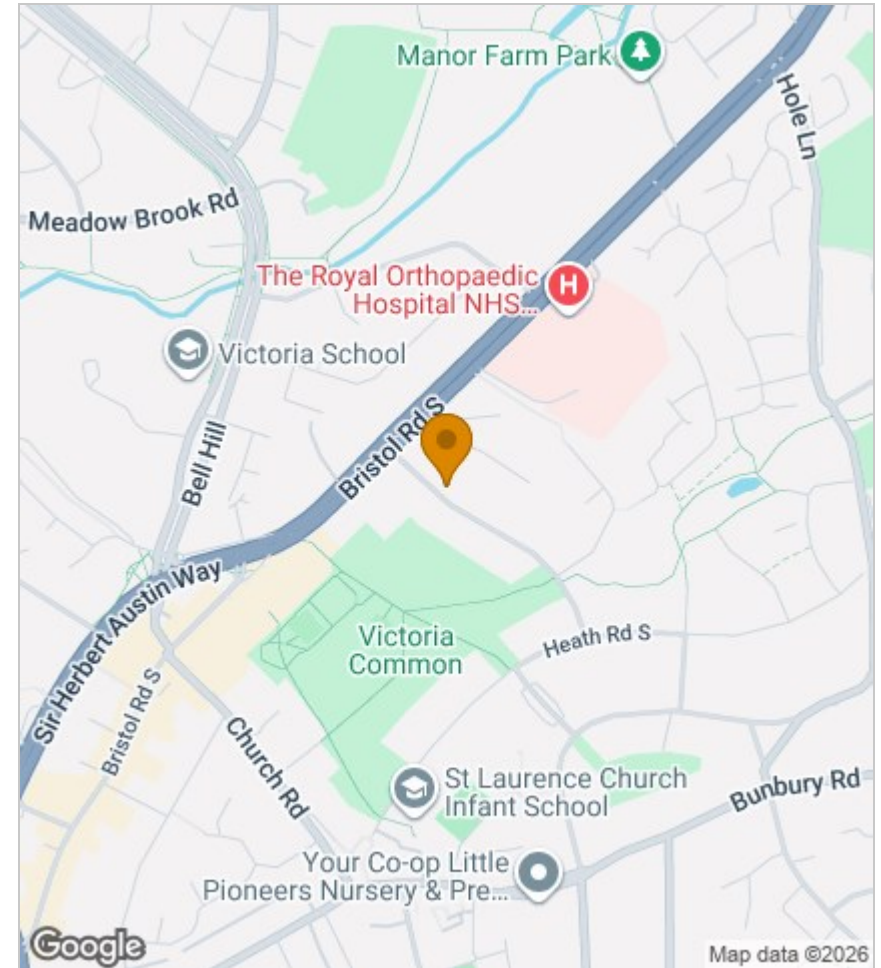 Manor Farm Park
Hole Ln
Meadow Brook Rd
The Royal Orthopaedic
Hospital NHS...
H
Victoria School
Bristol Rd S
Bell Hill
Sir Herbert Austin Way
Victoria
Common
Heath Rd S
Bristol Rd S
Church Rd
St Laurence Church
Infant School
Bunbury Rd
Your Co-op Little
Pioneers Nursery & Pre...
Google
Map data ©2026